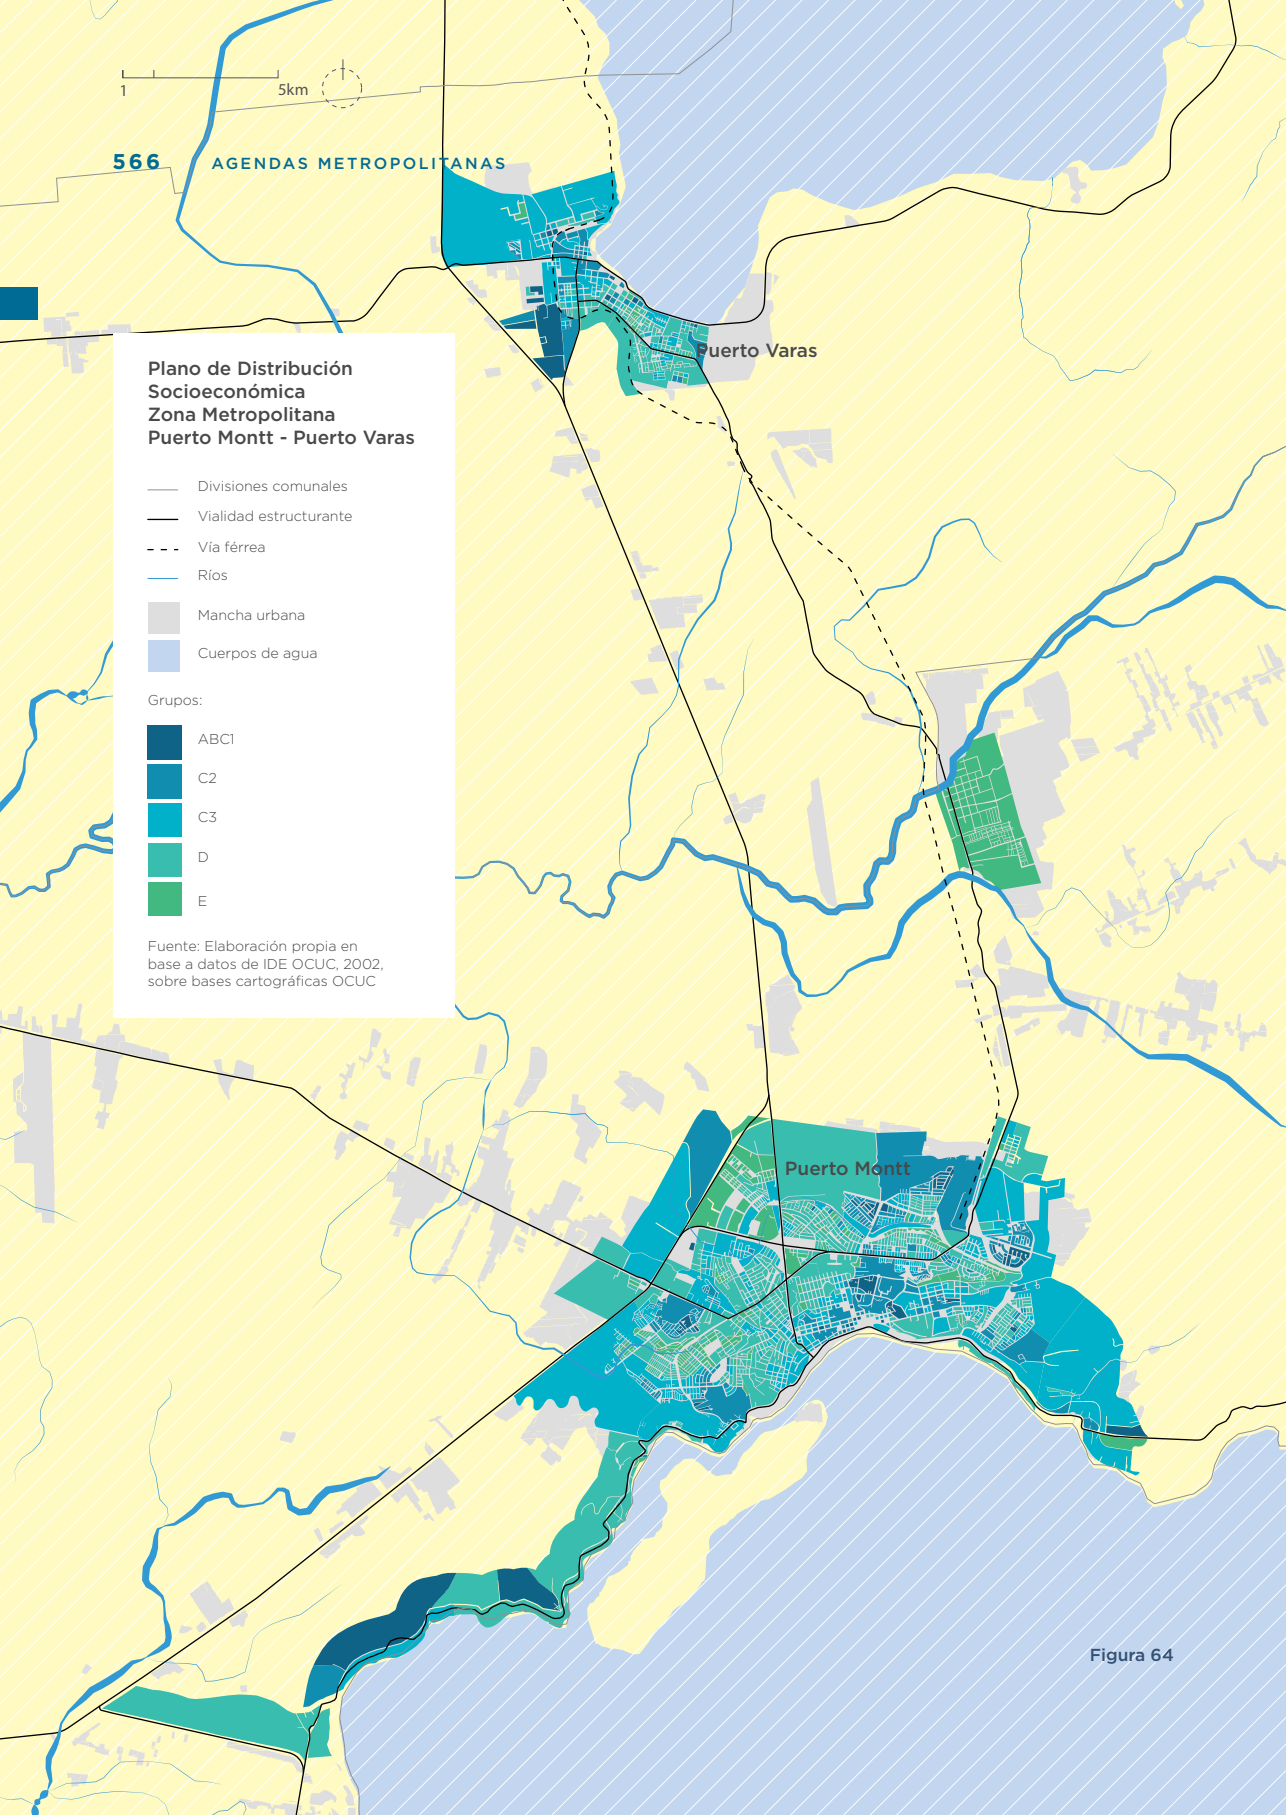 1 5km
566 AGENDAS METROPOLITANAS
Puerto Varas
Plano de Distribución
Socioeconómica
Zona Metropolitana
Puerto Montt - Puerto Varas
Divisiones comunales
Vialidad estructurante
Vía férrea
Ríos
Mancha urbana
Cuerpos de agua
Grupos:
ABC1
C2
C3
D
E
Fuente: Elaboración propia en
base a datos de IDE OCUC, 2002,
sobre bases cartográficas OCUC
Puerto Montt
Figura 64